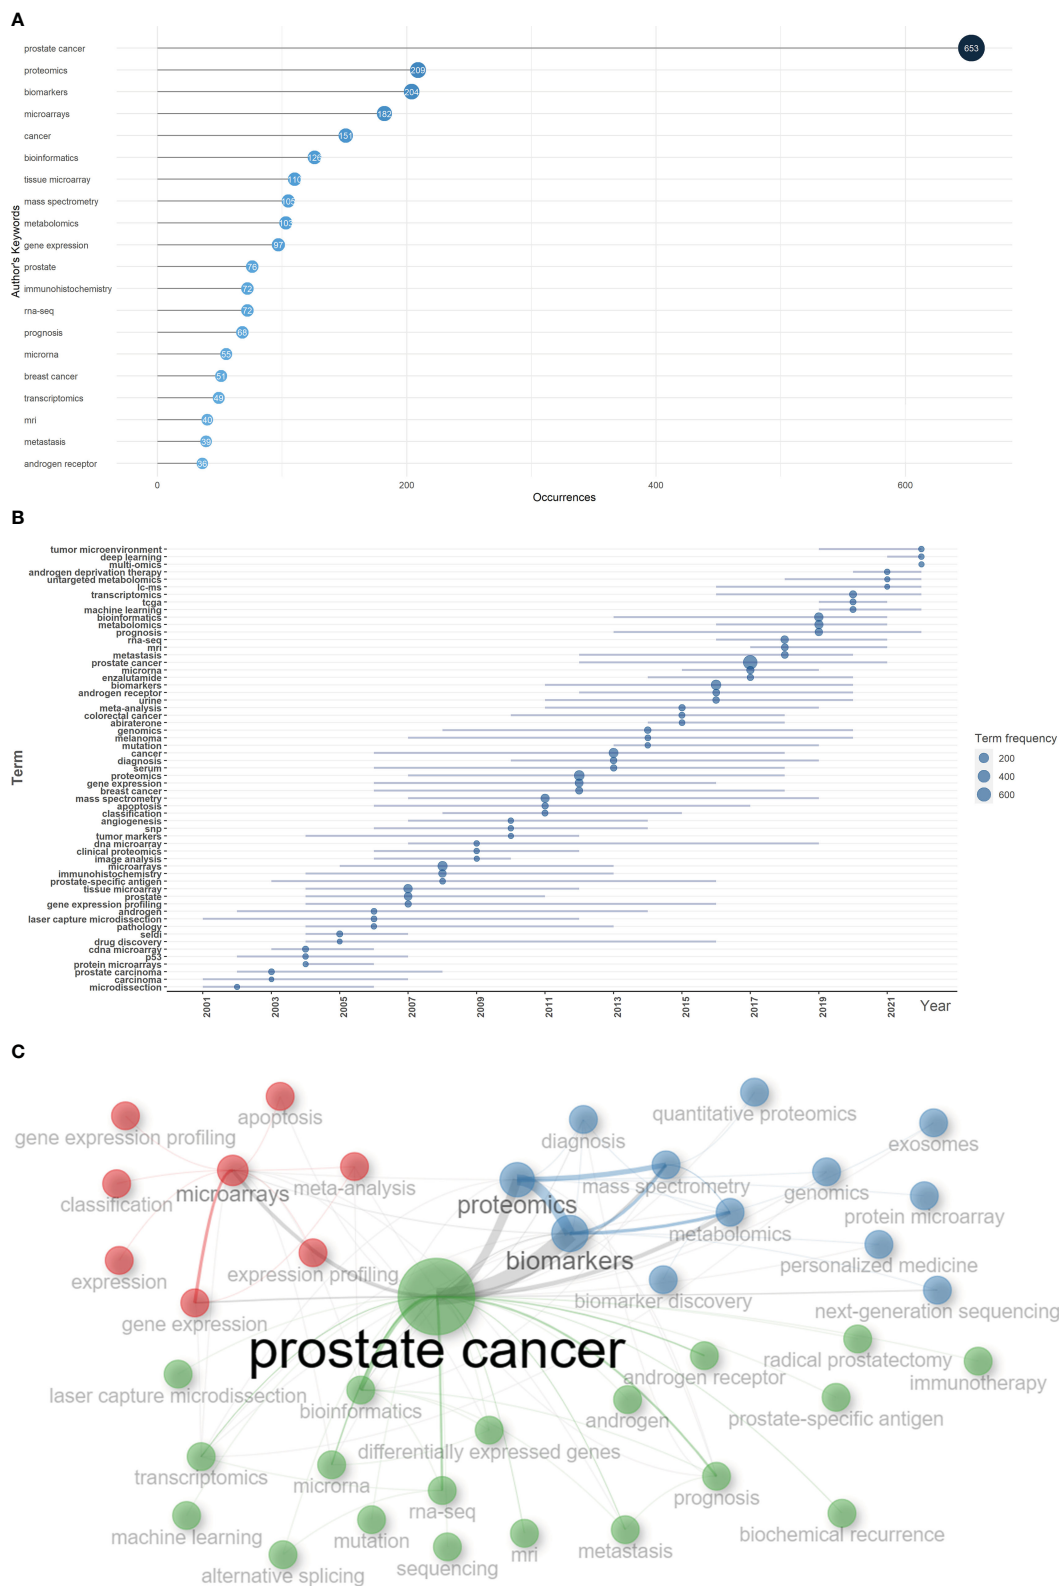 A
prostate cancer 653
proteomics 209
biomarkers 204
microarrays 182
cancer 151
bioinformatics 126
tissue microarray 110
mass spectrometry 105
metabolomics 103
gene expression 97
prostate 76
immunohistochemistry 72
rna-seq 72
prognosis 68
microrna 55
breast cancer 51
transcriptomics 49
mri 40
metastasis 39
androgen receptor 36
Author's Keywords
0 200 400 600
Occurrences
B
tumor microenvironment
deep learning
multi-omics
androgen deprivation therapy
untargeted metabolomics
lc-ms
transcriptomics
tcga
machine learning
bioinformatics
metabolomics
prognosis
rna-seq
mri
metastasis
prostate cancer
microrna
enzalutamide
biomarkers
androgen receptor
urine
meta-analysis
colorectal cancer
abiraterone
genomics
melanoma
mutation
cancer
diagnosis
serum
proteomics
gene expression
breast cancer
mass spectrometry
apoptosis
classification
angiogenesis
snp
tumor markers
dna microarray
clinical proteomics
image analysis
microarrays
immunohistochemistry
prostate-specific antigen
tissue microarray
prostate
gene expression profiling
androgen
laser capture microdissection
pathology
seldi
drug discovery
cdna microarray
p53
protein microarrays
prostate carcinoma
carcinoma
microdissection
Term
2001 2003 2005 2007 2009 2011 2013 2015 2017 2019 2021
Year
Term frequency
200
400
600
C
apoptosis
quantitative proteomics
gene expression profiling
diagnosis
exosomes
classification
microarrays
meta-analysis
mass spectrometry
genomics
proteomics
protein microarray
metabolomics
biomarkers
personalized medicine
expression
expression profiling
biomarker discovery
next-generation sequencing
gene expression
prostate cancer
radical prostatectomy
androgen receptor
immunotherapy
laser capture microdissection
bioinformatics
androgen
prostate-specific antigen
differentially expressed genes
transcriptomics
microrna
prognosis
rna-seq
machine learning
mutation
biochemical recurrence
mri
metastasis
sequencing
alternative splicing